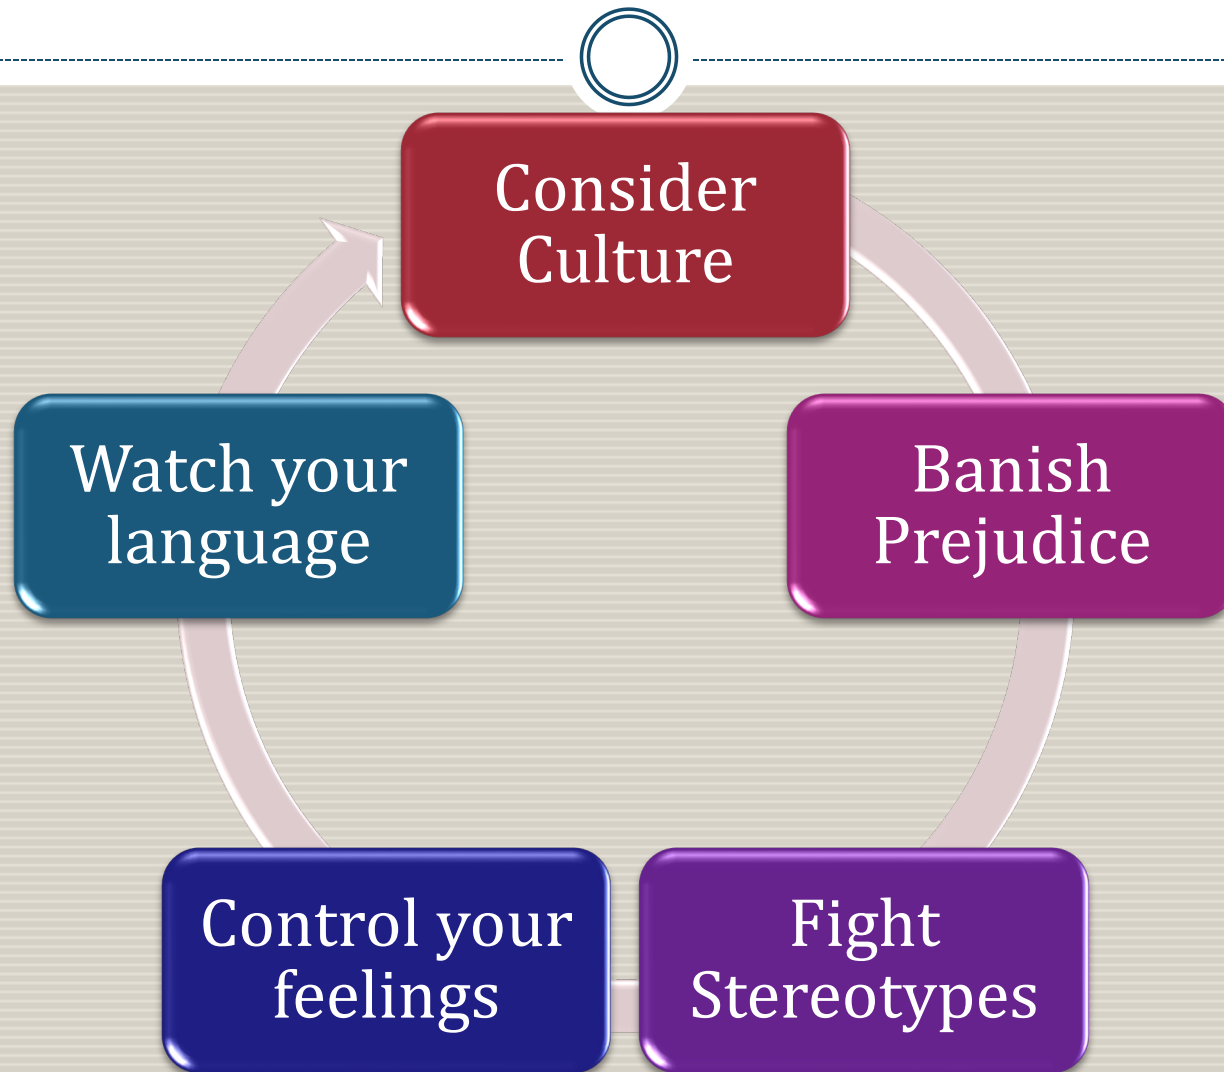 Consider
Culture
Banish
Prejudice
Fight
Stereotypes
Control your
feelings
Watch your
language